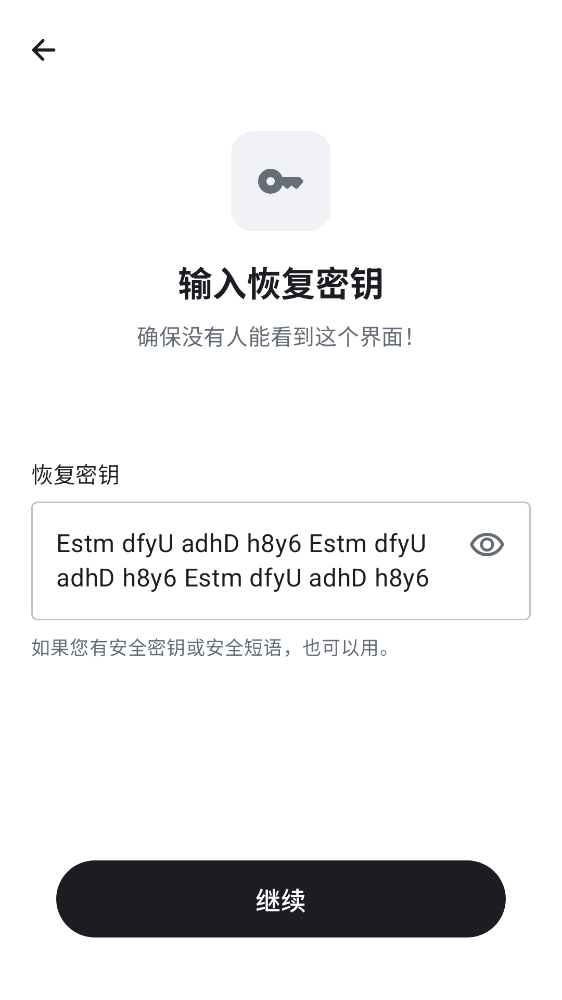 输入恢复密钥
确保没有人能看到这个界面！
恢复密钥
Estm dfyU adhD h8y6 Estm dfyU
adhD h8y6 Estm dfyU adhD h8y6
如果您有安全密钥或安全短语，也可以用。
继续